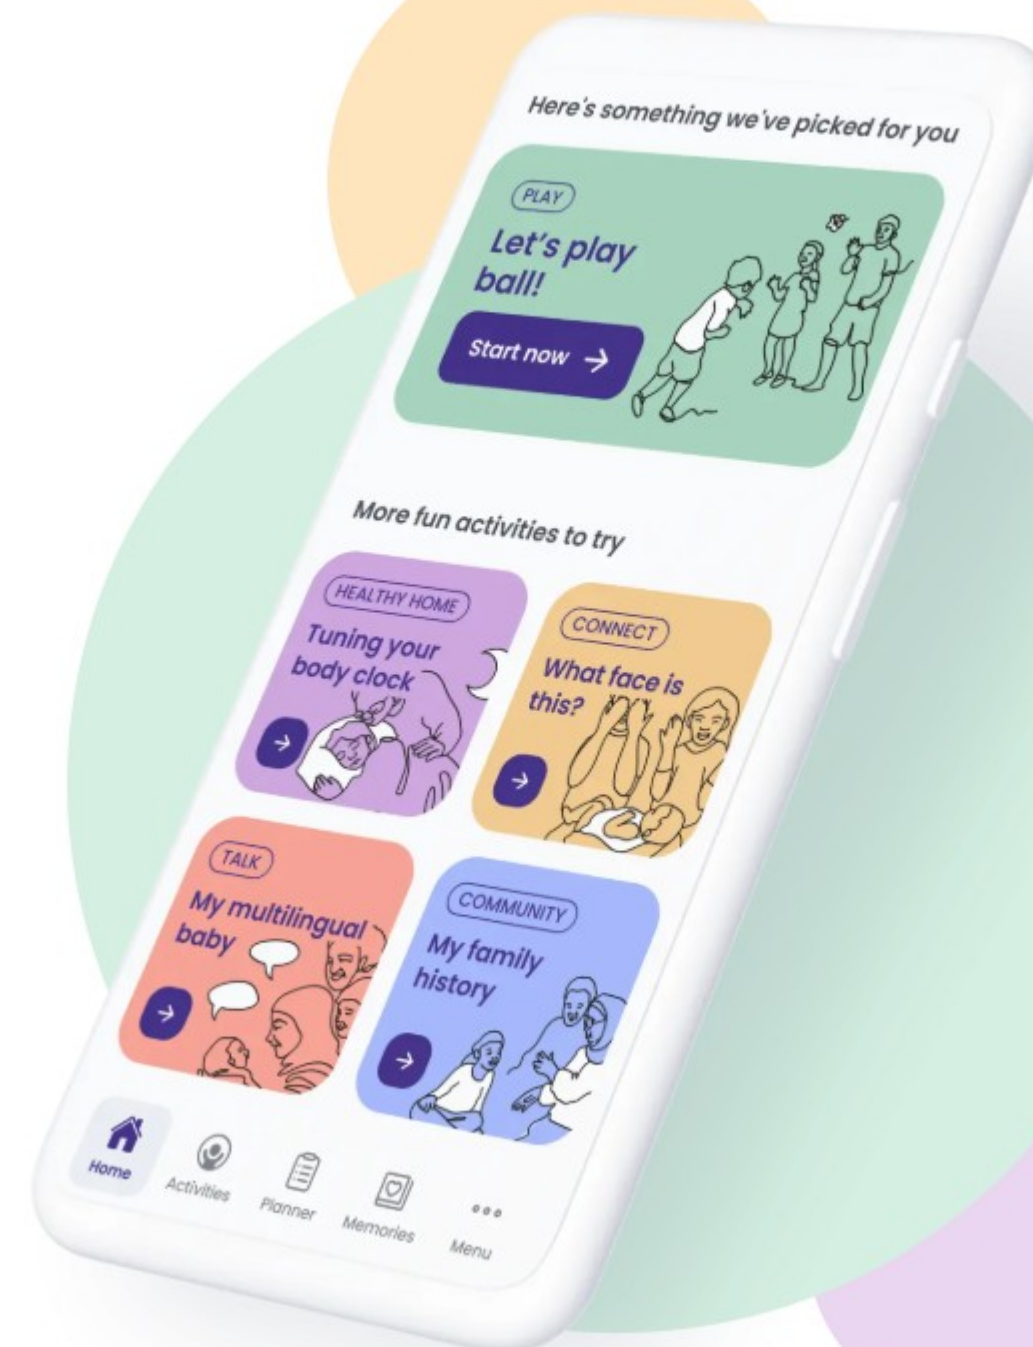 Here's something we've picked for you
PLAY
Let's play
ball!
Start now
More fun activities to try
HEALTHY HOME
Tuning your
body clock
CONNECT
What face is
this?
TALK
My multilingual
baby
COMMUNITY
My family
history
Home
Activities
Planner
Memories
Menu